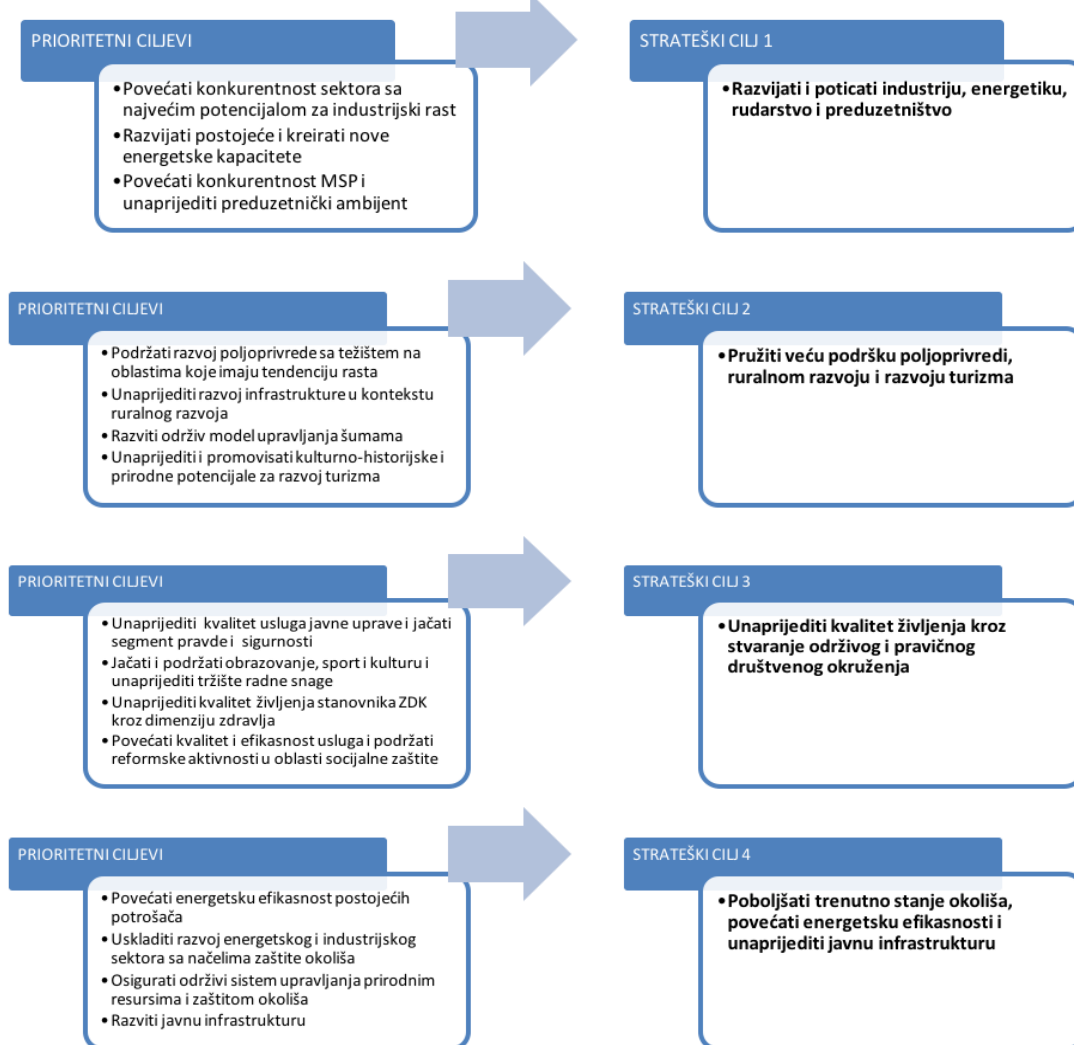 PRIORITETNI CILJEVI
•Povećati konkurentnost sektora sa
najvećim potencijalom za industrijski rast
•Razvijati postojeće i kreirati nove
energetske kapacitete
•Povećati konkurentnost MSP i
unaprijediti preduzetnički ambijent
STRATEŠKI CILJ 1
•Razvijati i poticati industriju, energetiku,
rudarstvo i preduzetništvo
PRIORITETNI CILJEVI
•Podržati razvoj poljoprivrede sa težištem na
oblastima koje imaju tendenciju rasta
•Unaprijediti razvoj infrastrukture u kontekstu
ruralnog razvoja
•Razviti održiv model upravljanja šumama
•Unaprijediti i promovisati kulturno-historijske i
prirodne potencijale za razvoj turizma
STRATEŠKI CILJ 2
•Pružiti veću podršku poljoprivredi,
ruralnom razvoju i razvoju turizma
PRIORITETNI CILJEVI
•Unaprijediti kvalitet usluga javne uprave i jačati
segment pravde i sigurnosti
•Jačati i podržati obrazovanje, sport i kulturu i
unaprijediti tržište radne snage
•Unaprijediti kvalitet življenja stanovnika ZDK
kroz dimenziju zdravlja
•Povećati kvalitet i efikasnost usluga i podržati
reformske aktivnosti u oblasti socijalne zaštite
STRATEŠKI CILJ 3
•Unaprijediti kvalitet življenja kroz
stvaranje održivog i pravičnog
društvenog okruženja
PRIORITETNI CILJEVI
•Povećati energetsku efikasnost postojećih
potrošača
•Uskladiti razvoj energetskog i industrijskog
sektora sa načelima zaštite okoliša
•Osigurati održivi sistem upravljanja prirodnim
resursima i zaštitom okoliša
•Razviti javnu infrastrukturu
STRATEŠKI CILJ 4
•Poboljšati trenutno stanje okoliša,
povećati energetsku efikasnosti i
unaprijediti javnu infrastrukturu